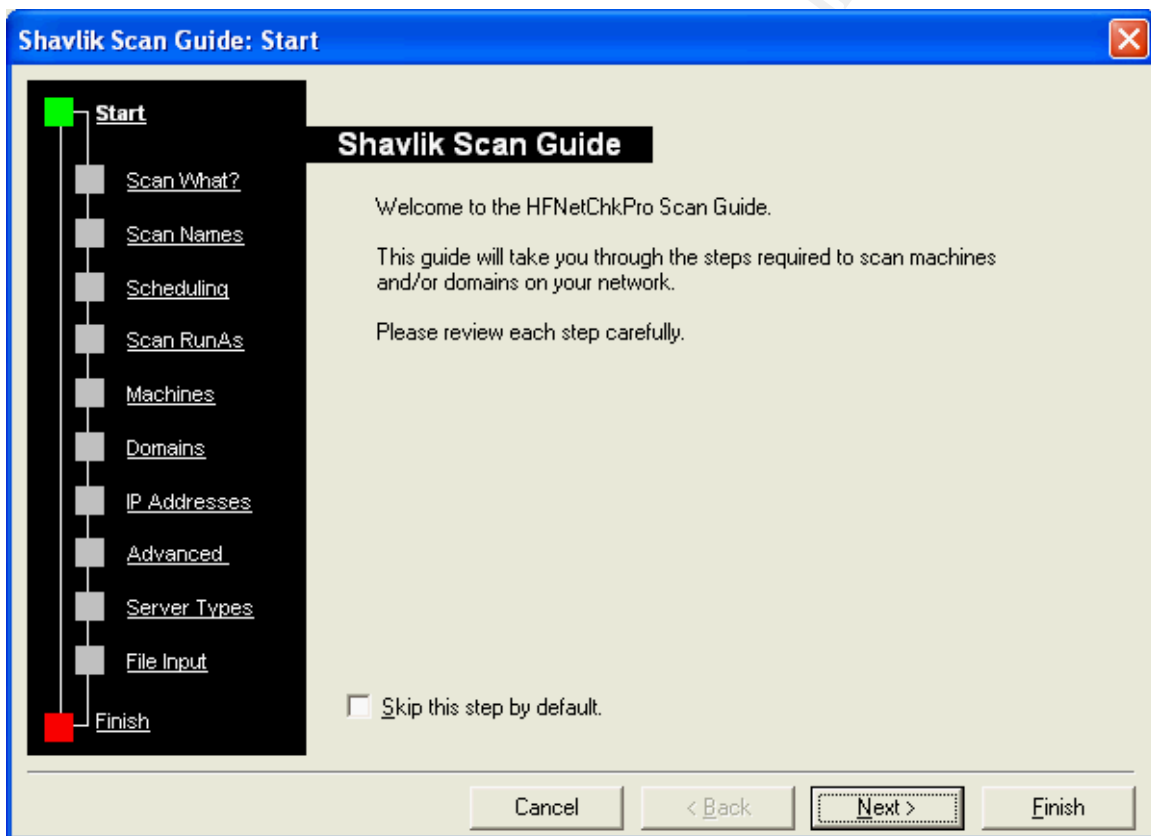 Shavlik Scan Guide: Start
Start
Scan What?
Scan Names
Scheduling
Scan RunAs
Machines
Domains
IP Addresses
Advanced
Server Types
File Input
Finish
Shavlik Scan Guide
Welcome to the HFNetChkPro Scan Guide.
This guide will take you through the steps required to scan machines
and/or domains on your network.
Please review each step carefully.
Skip this step by default.
Cancel
< Back
Next >
Finish